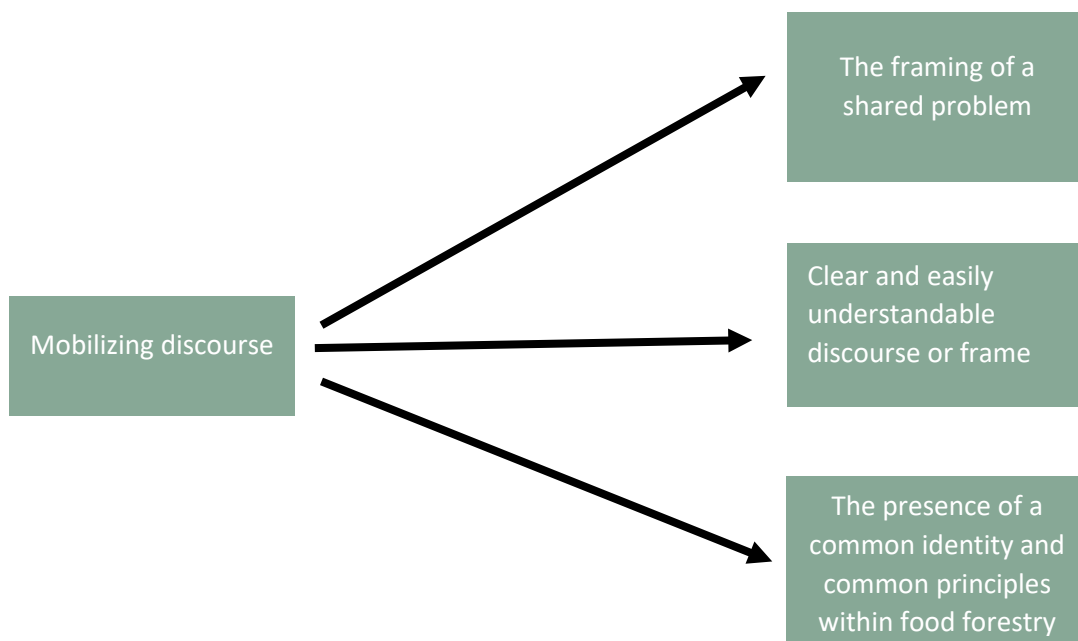 The framing of a
shared problem
Clear and easily
understandable
discourse or frame
Mobilizing discourse
The presence of a
common identity and
common principles
within food forestry